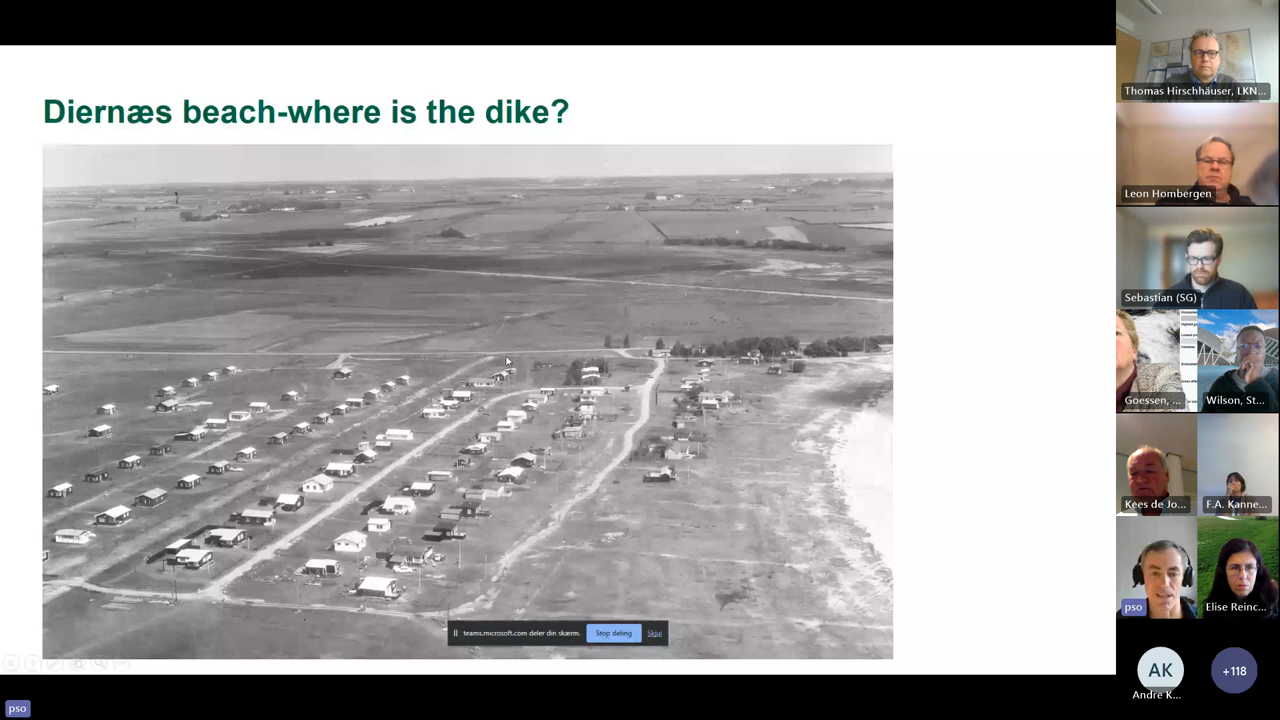 Diernæs beach-where is the dike?
teams.microsoft.com deler din skærm.
Stop deling
Skjul
pso
Thomas Hirschhäuser, LKN...
Leon Hombergen
Sebastian (SG)
Goessen, ...
Wilson, St...
Kees de Jo...
F.A. Kanne...
pso
Elise Reinc...
AK
Andre K...
+118